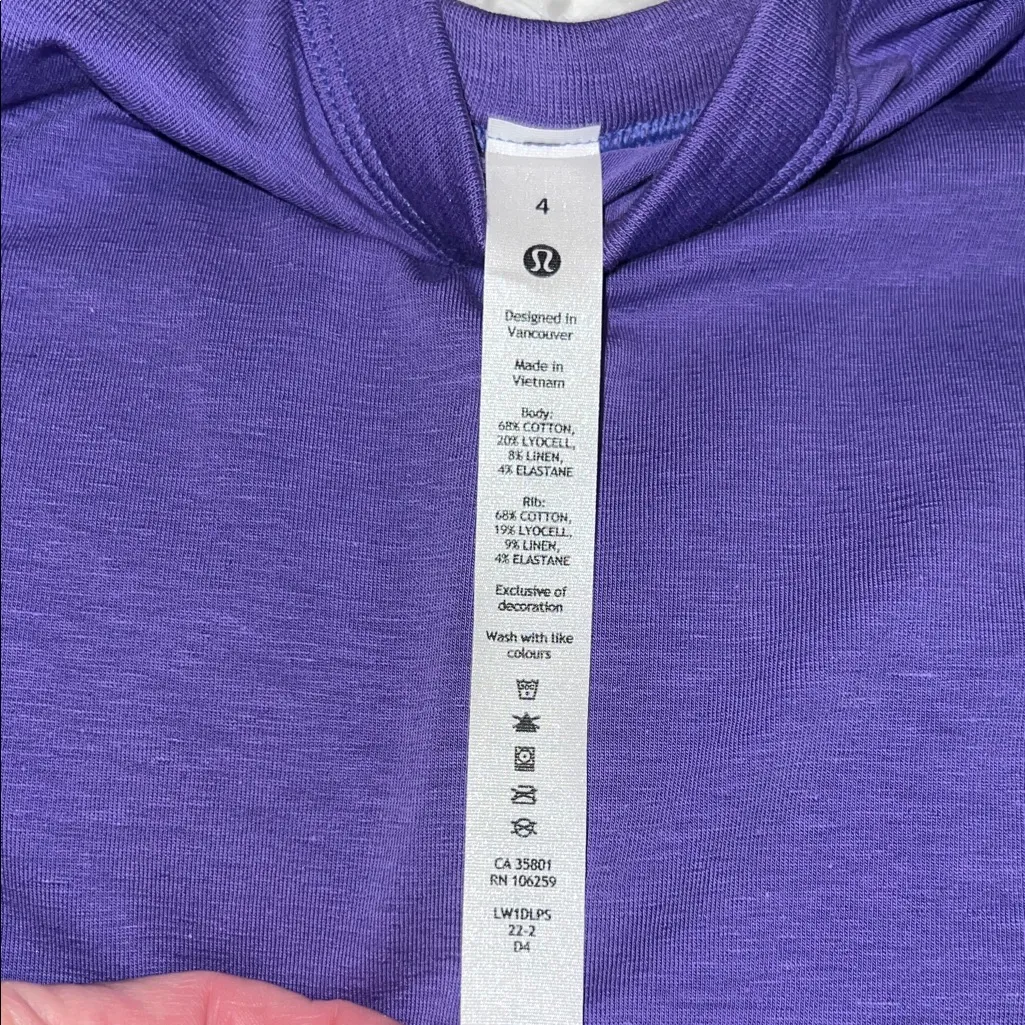 4
Designed in
Vancouver
Made in
Vietnam
Body:
68% COTTON,
20% LYOCELL,
8% LINEN,
4% ELASTANE
Rib:
68% COTTON,
19% LYOCELL,
9% LINEN,
4% ELASTANE
Exclusive of
decoration
Wash with like
colours
30C
CA 35801
RN 106259
LW1DLPS
22-2
D4